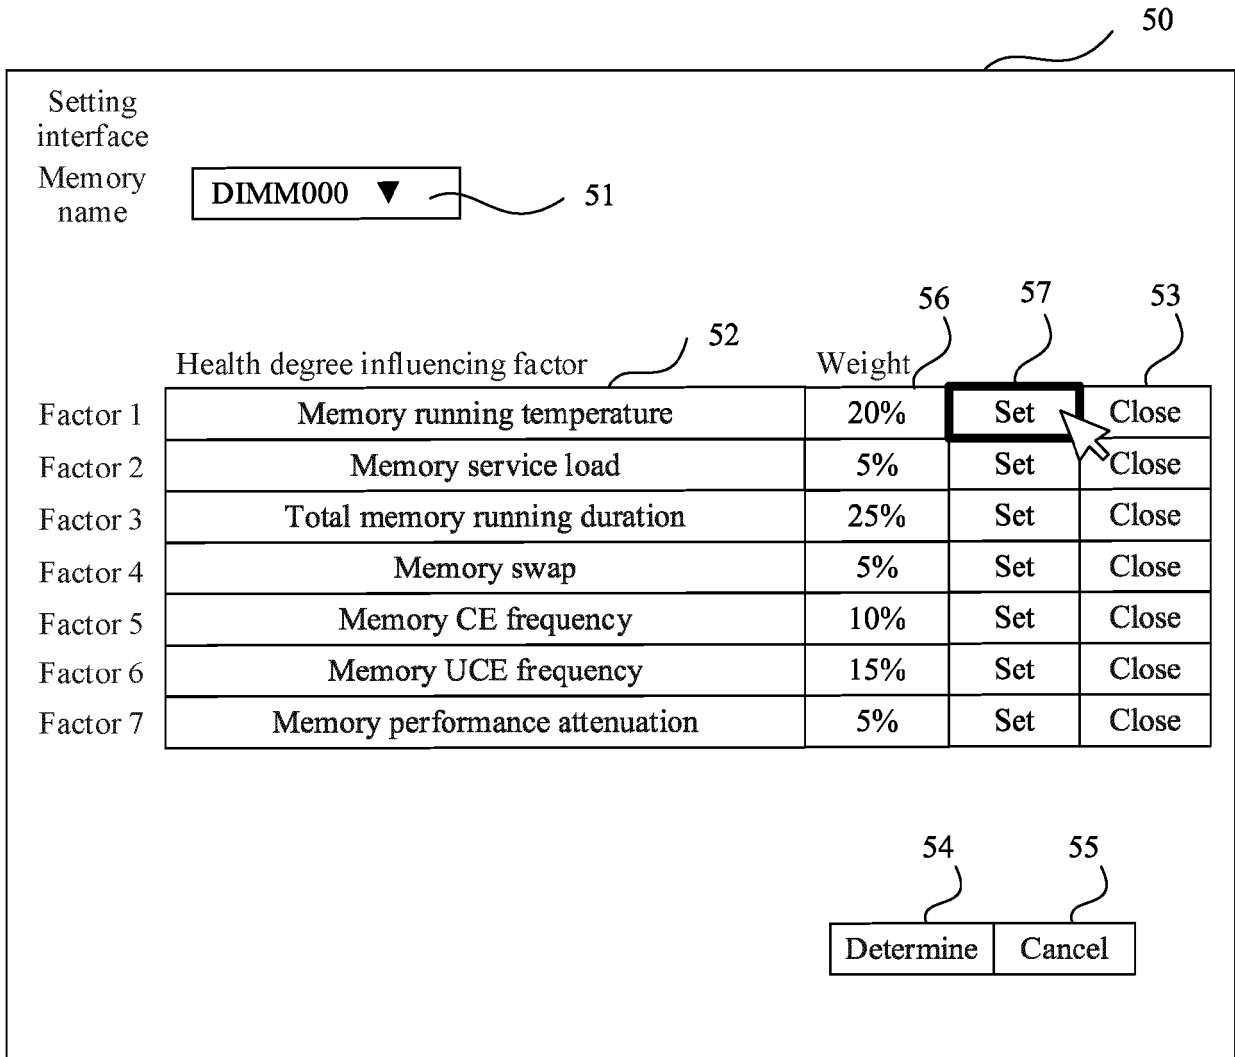 50
Setting
interface
Memory
name
DIMM000 ▼
51
56 57 53
52
Health degree influencing factor Weight
Factor 1 Memory running temperature 20% Set Close
Factor 2 Memory service load 5% Set Close
Factor 3 Total memory running duration 25% Set Close
Factor 4 Memory swap 5% Set Close
Factor 5 Memory CE frequency 10% Set Close
Factor 6 Memory UCE frequency 15% Set Close
Factor 7 Memory performance attenuation 5% Set Close
54 55
Determine Cancel